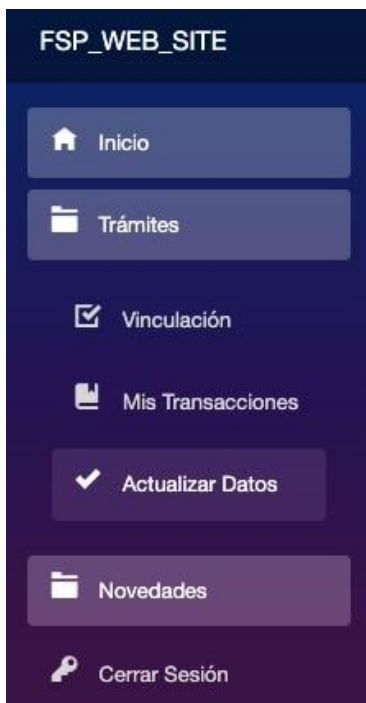 FSP_WEB_SITE
Inicio
Trámites
Vinculación
Mis Transacciones
Actualizar Datos
Novedades
Cerrar Sesión